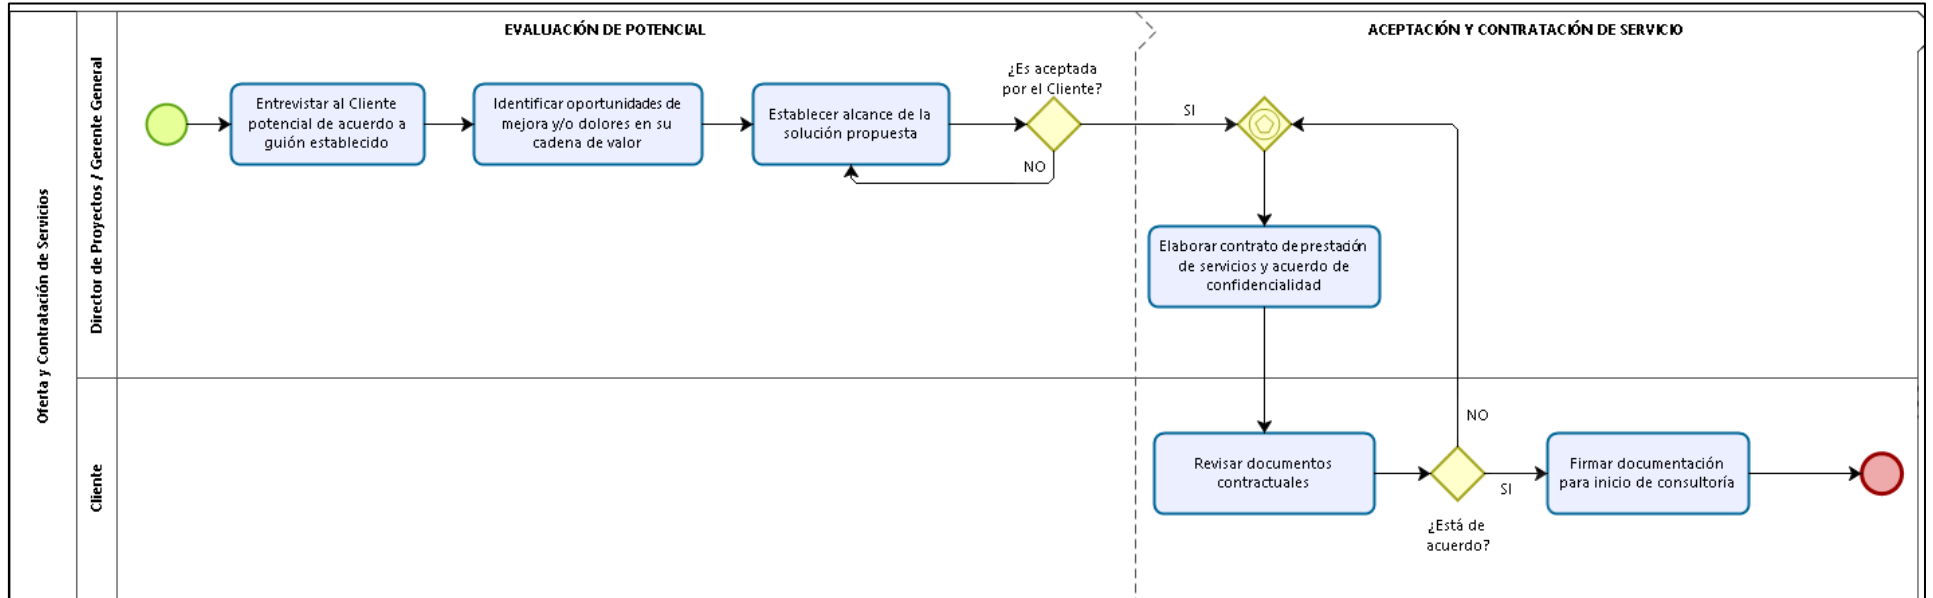 EVALUACIÓN DE POTENCIAL
ACEPTACIÓN Y CONTRATACIÓN DE SERVICIO
Oferta y Contratación de Servicios
Director de Proyectos / Gerente General
Entrevistar al Cliente
potencial de acuerdo a
guión establecido
Identificar oportunidades de
mejora y/o dolores en su
cadena de valor
Establecer alcance de la
solución propuesta
¿Es aceptada
por el Cliente?
NO
SI
Elaborar contrato de prestación
de servicios y acuerdo de
confidencialidad
Cliente
Revisar documentos
contractuales
¿Está de
acuerdo?
NO
SI
Firmar documentación
para inicio de consultoría